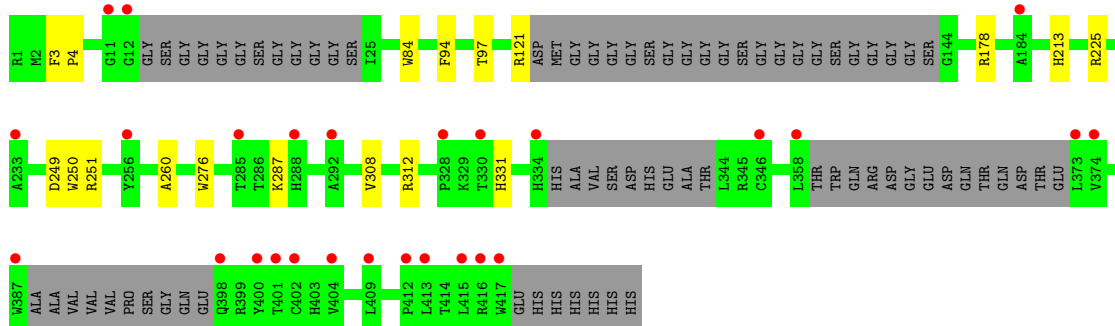 R1 M2 F3 P4 G11 G12 GLY SER GLY GLY GLY GLY SER GLY GLY GLY GLY SER I25 W84 F94 T97 R121 ASP MET GLY GLY GLY GLY SER GLY GLY GLY GLY SER GLY GLY GLY GLY SER GLY GLY GLY GLY SER G144 R178 A184 H213 R225
A233 D249 W250 R251 Y256 A260 W276 T285 T286 K287 H288 A292 V308 R312 P328 K329 T330 H331 H334 HIS ALA VAL SER ASP HIS GLU ALA THR L344 R345 C346 L358 THR TRP GLN ARG ASP GLY GLU ASP GLN THR GLN ASP THR GLU L373 V374
W387 ALA ALA VAL VAL VAL PRO SER GLY GLN GLU Q398 R399 Y400 T401 C402 H403 V404 L409 P412 L413 T414 L415 R416 W417 GLU HIS HIS HIS HIS HIS HIS